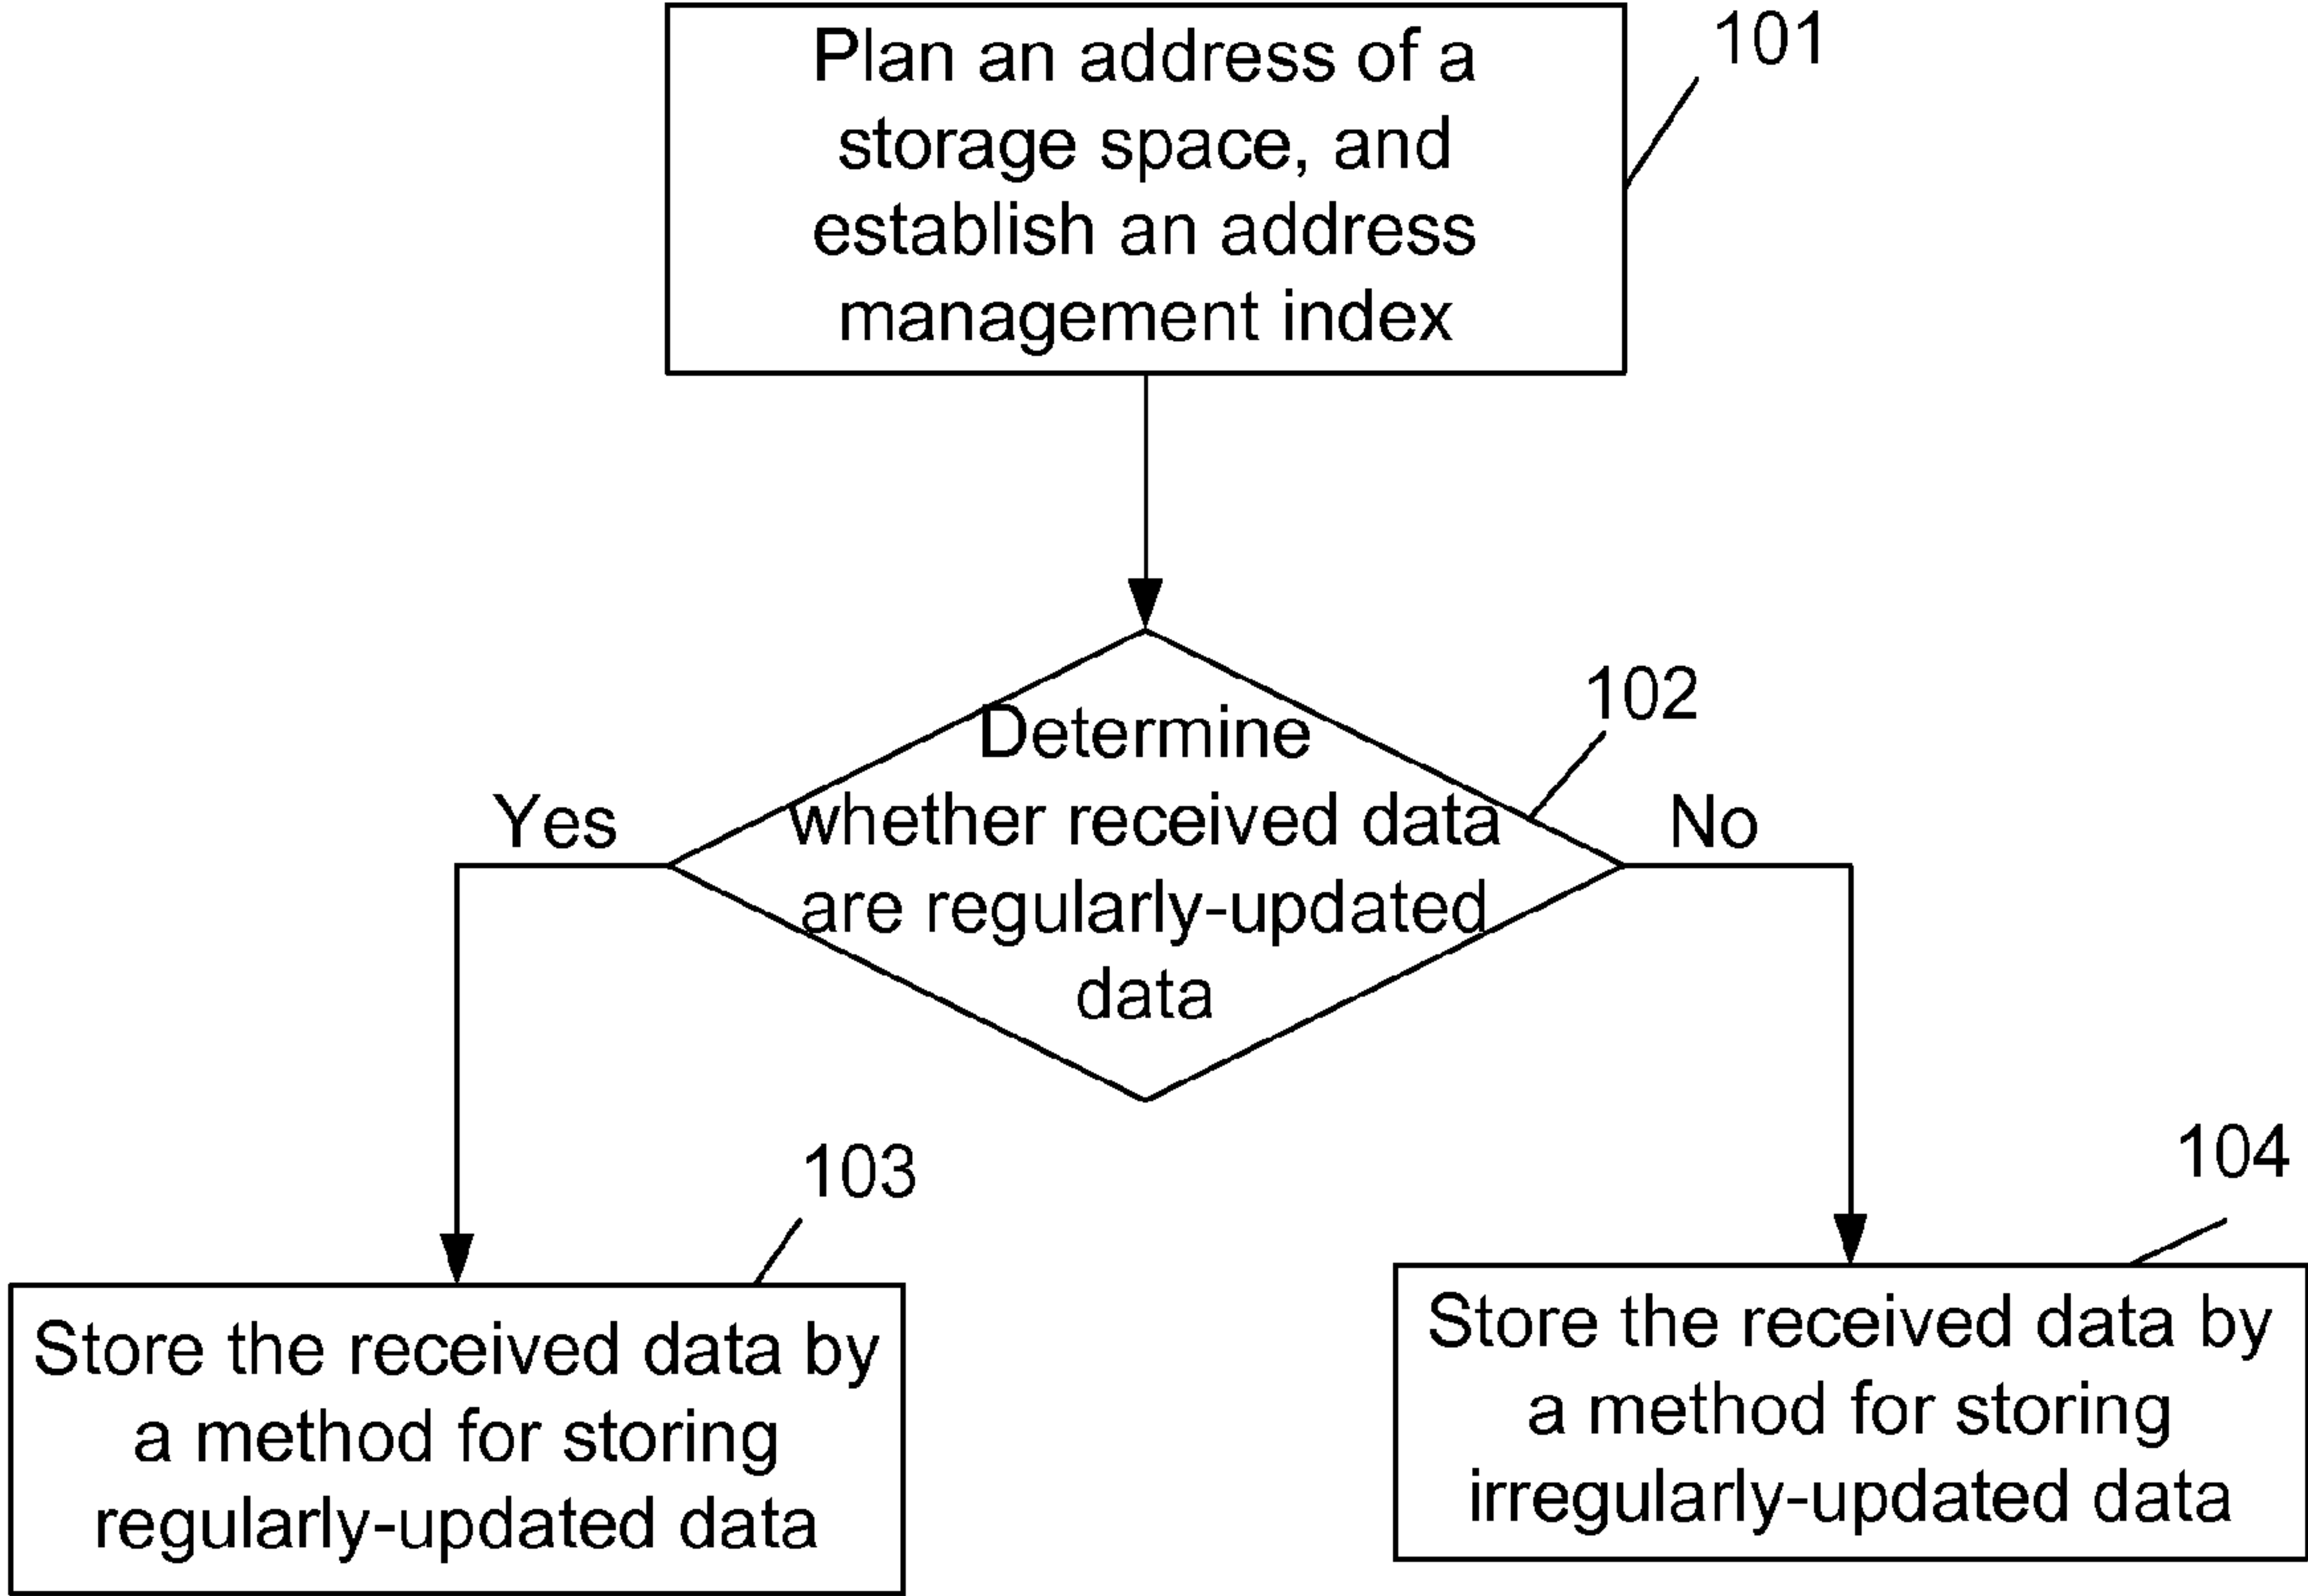 Plan an address of a
storage space, and
establish an address
management index
101
102
Determine
whether received data
are regularly-updated
data
Yes
No
103
104
Store the received data by
a method for storing
regularly-updated data
Store the received data by
a method for storing
irregularly-updated data